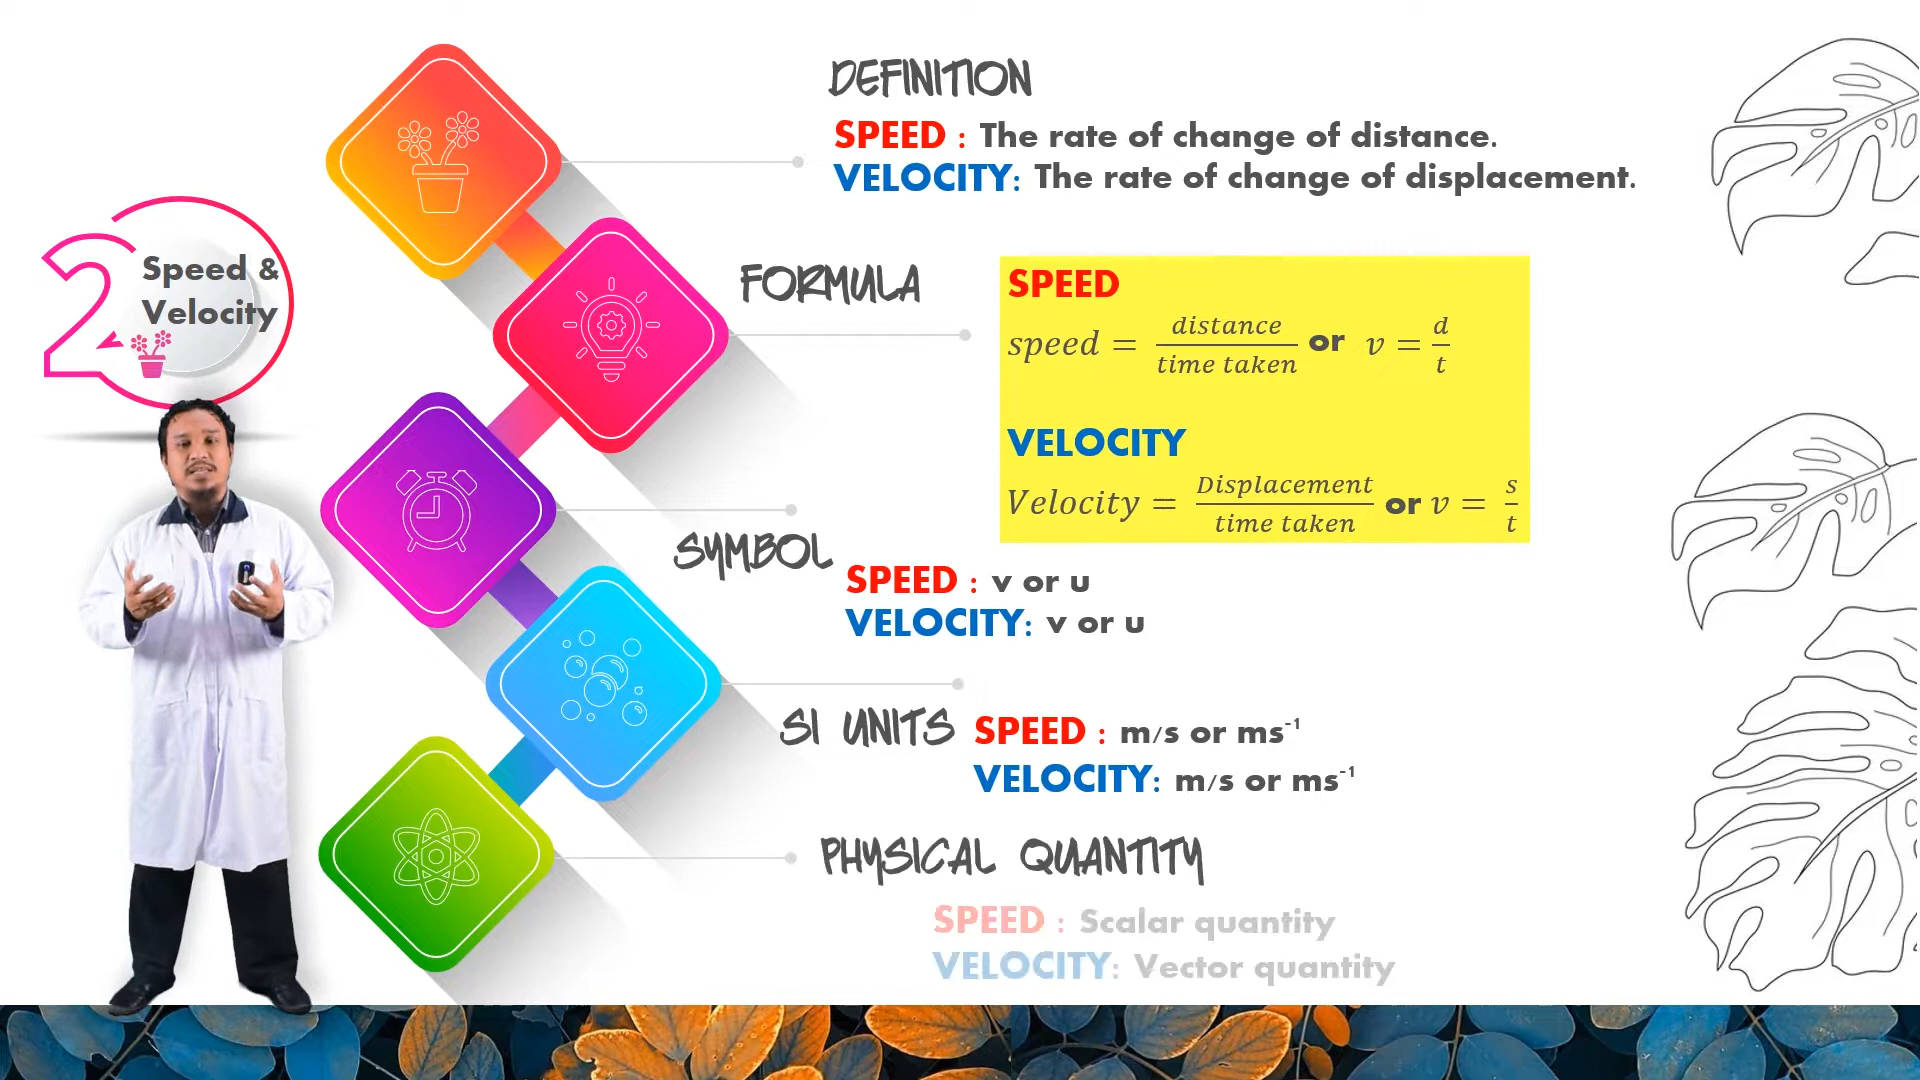 2
Speed &
Velocity
DEFINITION
SPEED : The rate of change of distance.
VELOCITY: The rate of change of displacement.
FORMULA
SPEED
speed = distance/time taken or v = d/t
VELOCITY
Velocity = Displacement/time taken or v = s/t
SYMBOL
SPEED : v or u
VELOCITY: v or u
SI UNITS
SPEED : m/s or ms⁻¹
VELOCITY: m/s or ms⁻¹
PHYSICAL QUANTITY
SPEED : Scalar quantity
VELOCITY: Vector quantity